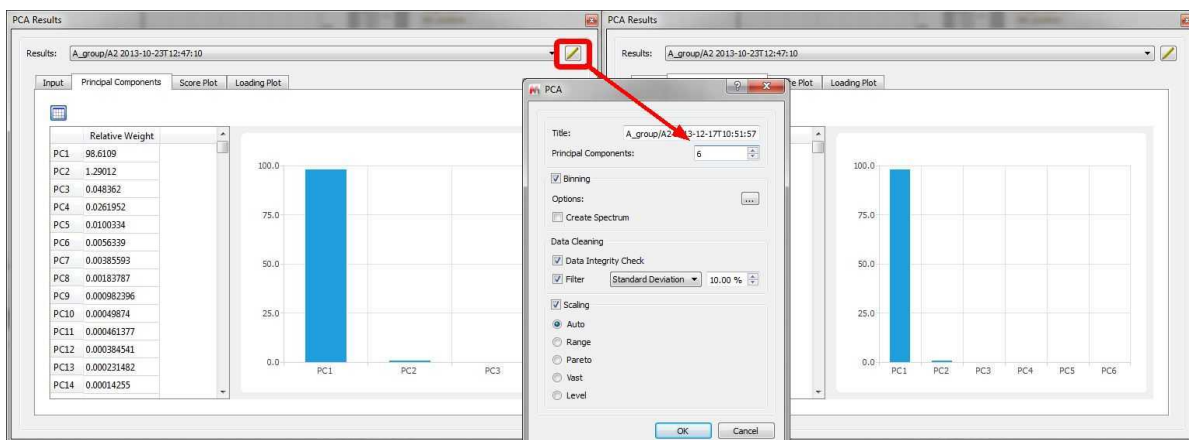 PCA Results
Results: A_group/A2 2013-10-23T12:47:10
Input Principal Components Score Plot Loading Plot
Relative Weight
PC1 98.6109
PC2 1.29012
PC3 0.048362
PC4 0.0261952
PC5 0.0100334
PC6 0.0056339
PC7 0.00385593
PC8 0.00183787
PC9 0.000982396
PC10 0.00049874
PC11 0.000461377
PC12 0.000384541
PC13 0.000231482
PC14 0.00014255
100.0
75.0
50.0
25.0
0.0
PC1 PC2 PC3
PCA
Title: A_group/A2 13-12-17T10:51:57
Principal Components: 6
Binning
Options: ...
Create Spectrum
Data Cleaning
Data Integrity Check
Filter Standard Deviation 10.00 %
Scaling
Auto
Range
Pareto
Vast
Level
OK Cancel
PCA Results
Results: A_group/A2 2013-10-23T12:47:10
Plot Loading Plot
100.0
75.0
50.0
25.0
0.0
PC1 PC2 PC3 PC4 PC5 PC6